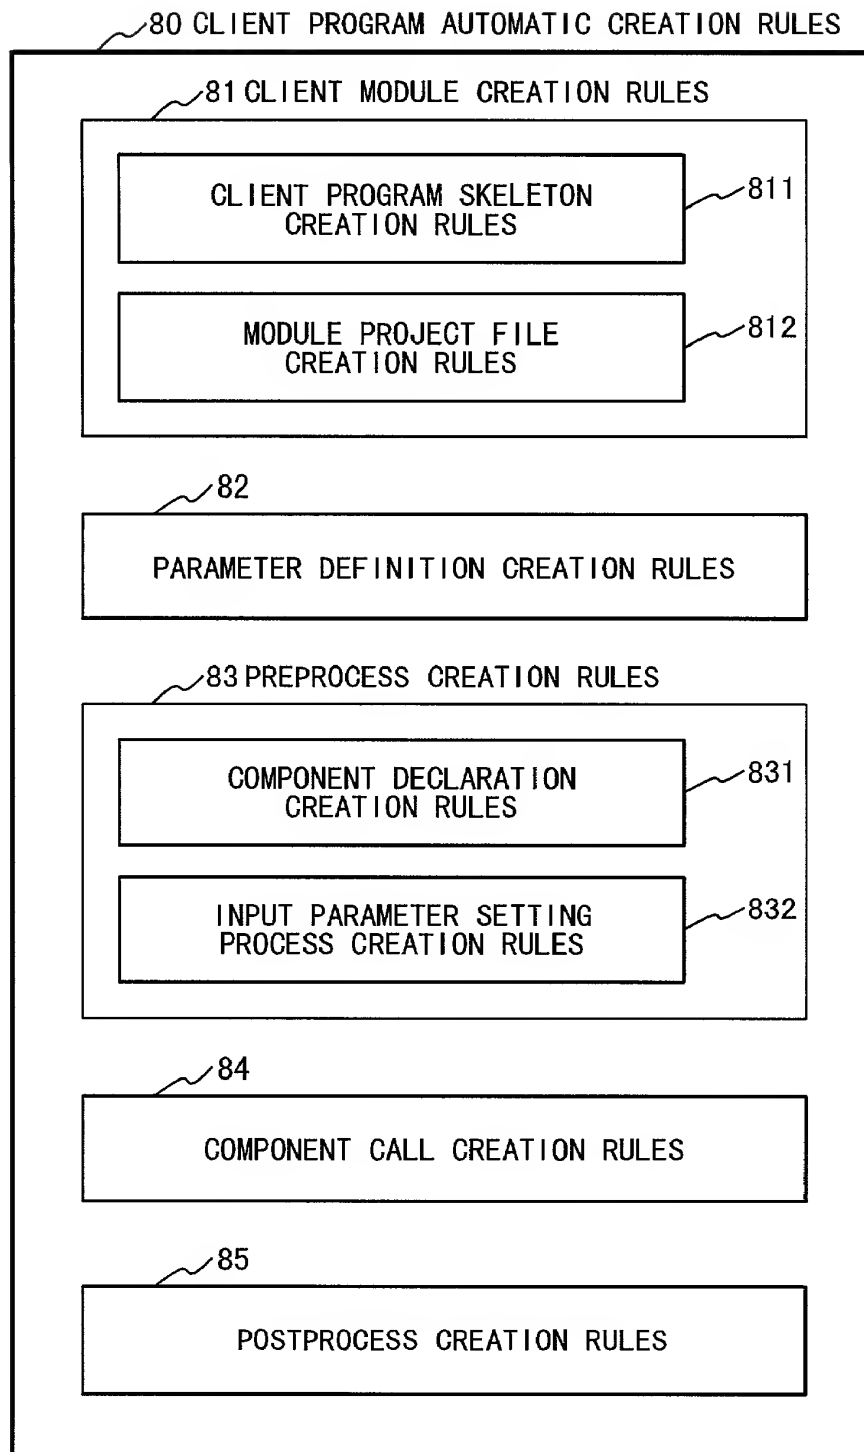 80 CLIENT PROGRAM AUTOMATIC CREATION RULES
81 CLIENT MODULE CREATION RULES
CLIENT PROGRAM SKELETON
CREATION RULES
811
MODULE PROJECT FILE
CREATION RULES
812
82
PARAMETER DEFINITION CREATION RULES
83 PREPROCESS CREATION RULES
COMPONENT DECLARATION
CREATION RULES
831
INPUT PARAMETER SETTING
PROCESS CREATION RULES
832
84
COMPONENT CALL CREATION RULES
85
POSTPROCESS CREATION RULES